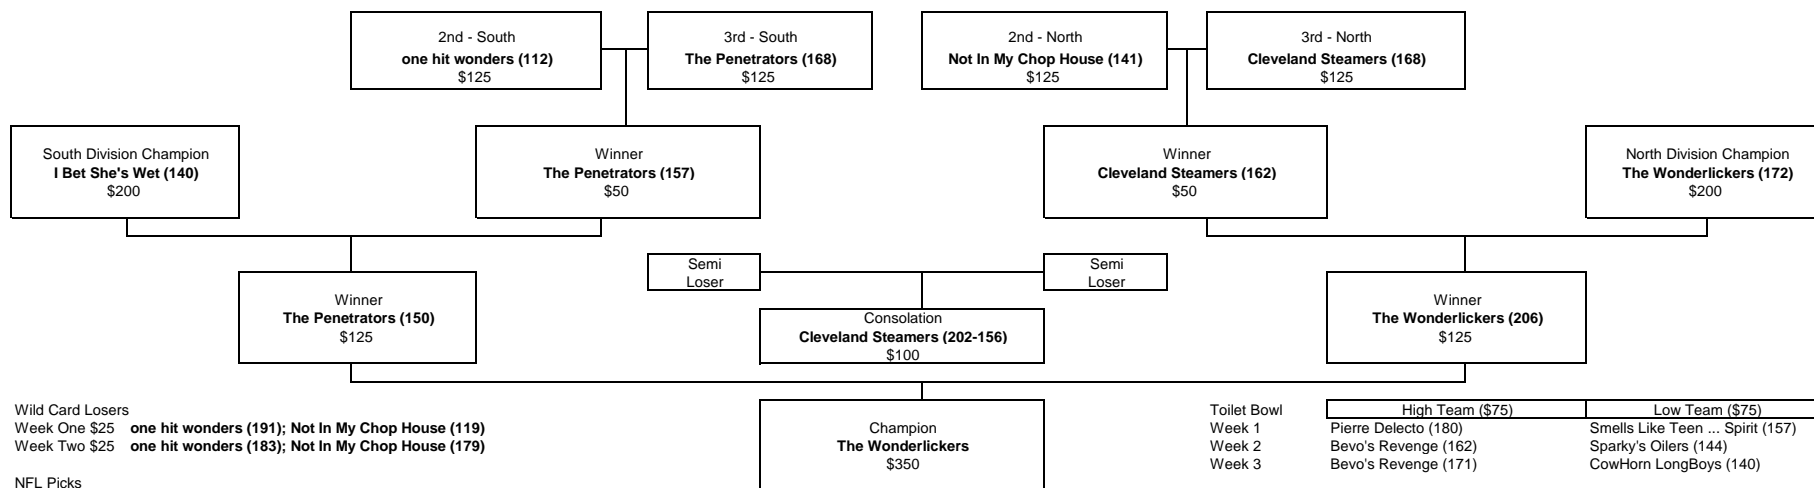 2nd - South
one hit wonders (112)
$125
3rd - South
The Penetrators (168)
$125
2nd - North
Not In My Chop House (141)
$125
3rd - North
Cleveland Steamers (168)
$125
South Division Champion
I Bet She's Wet (140)
$200
Winner
The Penetrators (157)
$50
Winner
Cleveland Steamers (162)
$50
North Division Champion
The Wonderlickers (172)
$200
Semi
Loser
Semi
Loser
Winner
The Penetrators (150)
$125
Consolation
Cleveland Steamers (202-156)
$100
Winner
The Wonderlickers (206)
$125
Wild Card Losers
Week One $25 one hit wonders (191); Not In My Chop House (119)
Week Two $25 one hit wonders (183); Not In My Chop House (179)
NFL Picks
Champion
The Wonderlickers
$350
Toilet Bowl High Team ($75) Low Team ($75)
Week 1 Pierre Delecto (180) Smells Like Teen ... Spirit (157)
Week 2 Bevo's Revenge (162) Sparky's Oilers (144)
Week 3 Bevo's Revenge (171) CowHorn LongBoys (140)